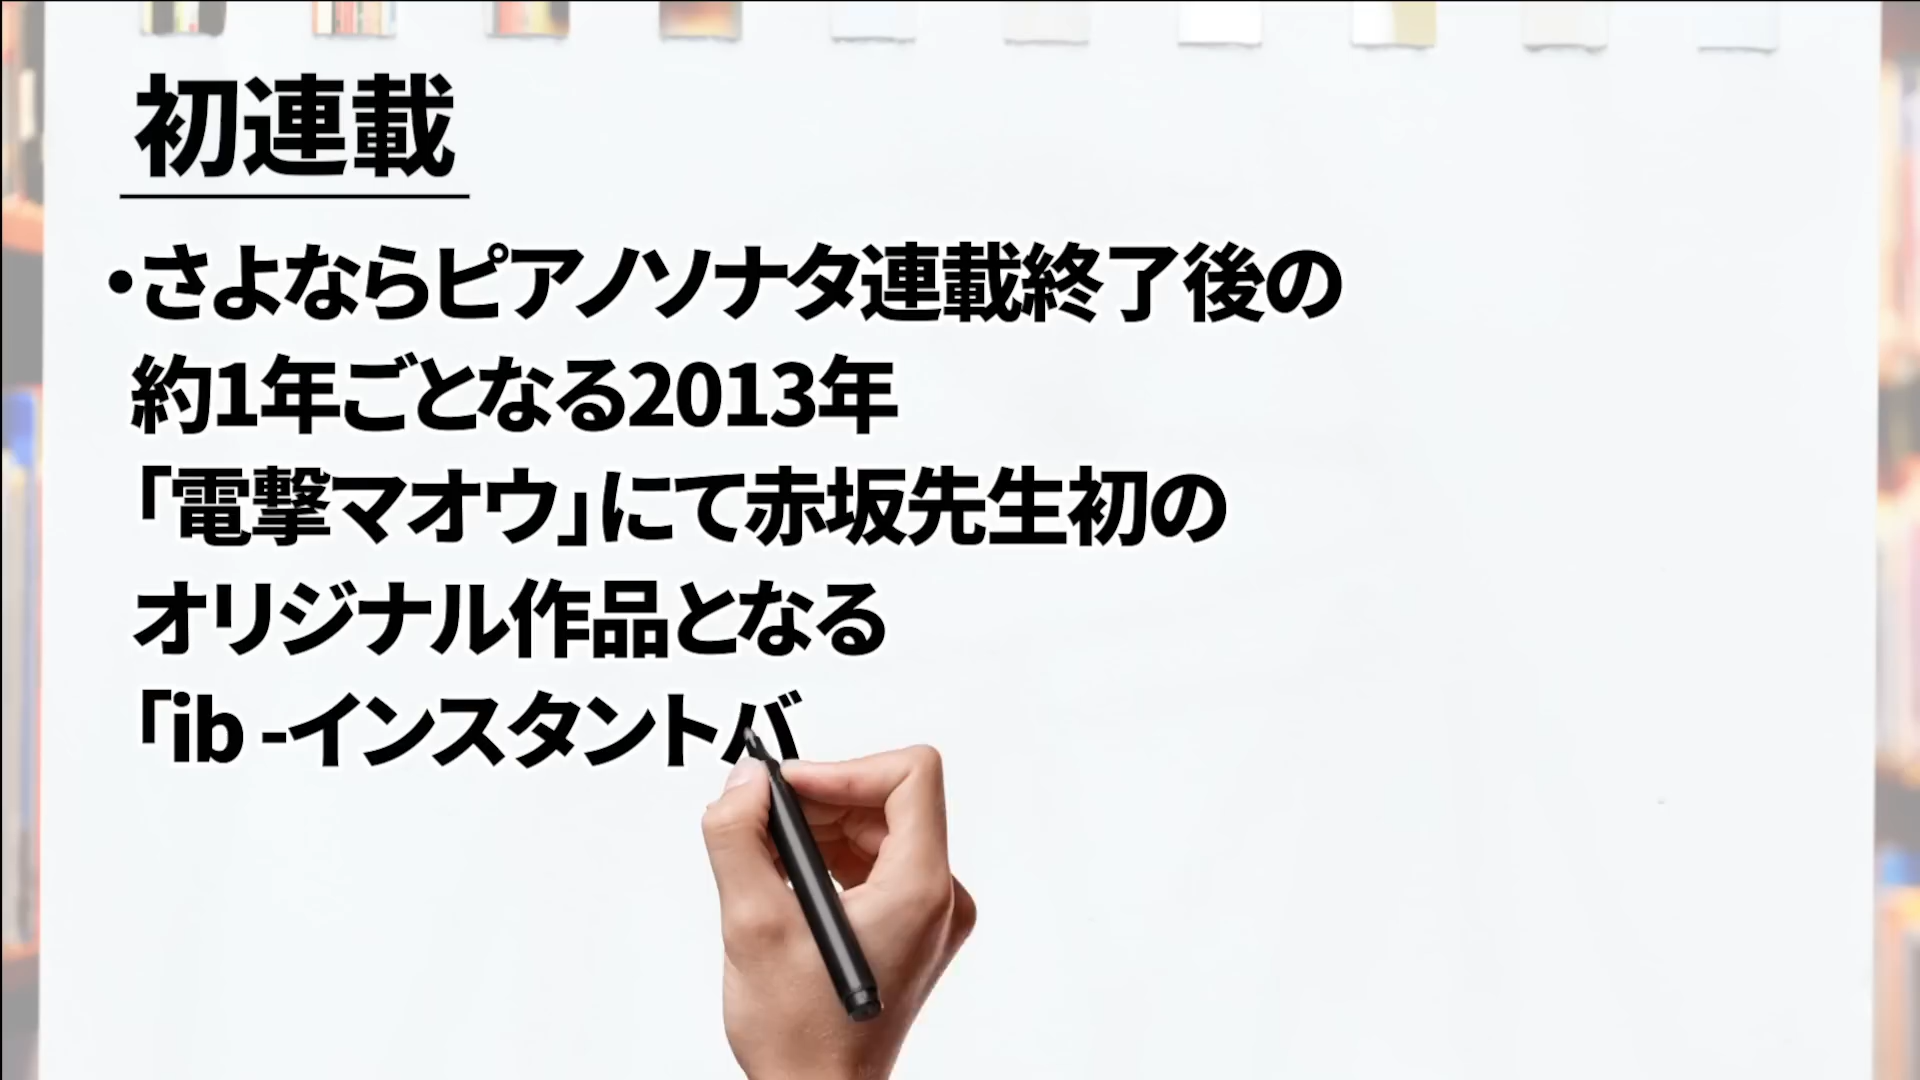 初連載
・さよならピアノソナタ連載終了後の
約1年ごとなる2013年
「電撃マオウ」にて赤坂先生初の
オリジナル作品となる
「ib -インスタントバ